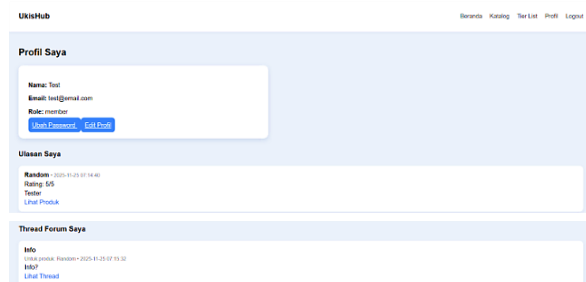 UkisHub
Beranda Katalog Tier List Profil Logout
Profil Saya
Nama: Test
Email: test@email.com
Role: member
Ubah Password Edit Profil
Ulasan Saya
Random • 2025-11-25 07:14:40
Rating: 5/5
Tester
Lihat Produk
Thread Forum Saya
Info
Untuk produk: Random • 2025-11-25 07:15:32
Info?
Lihat Thread